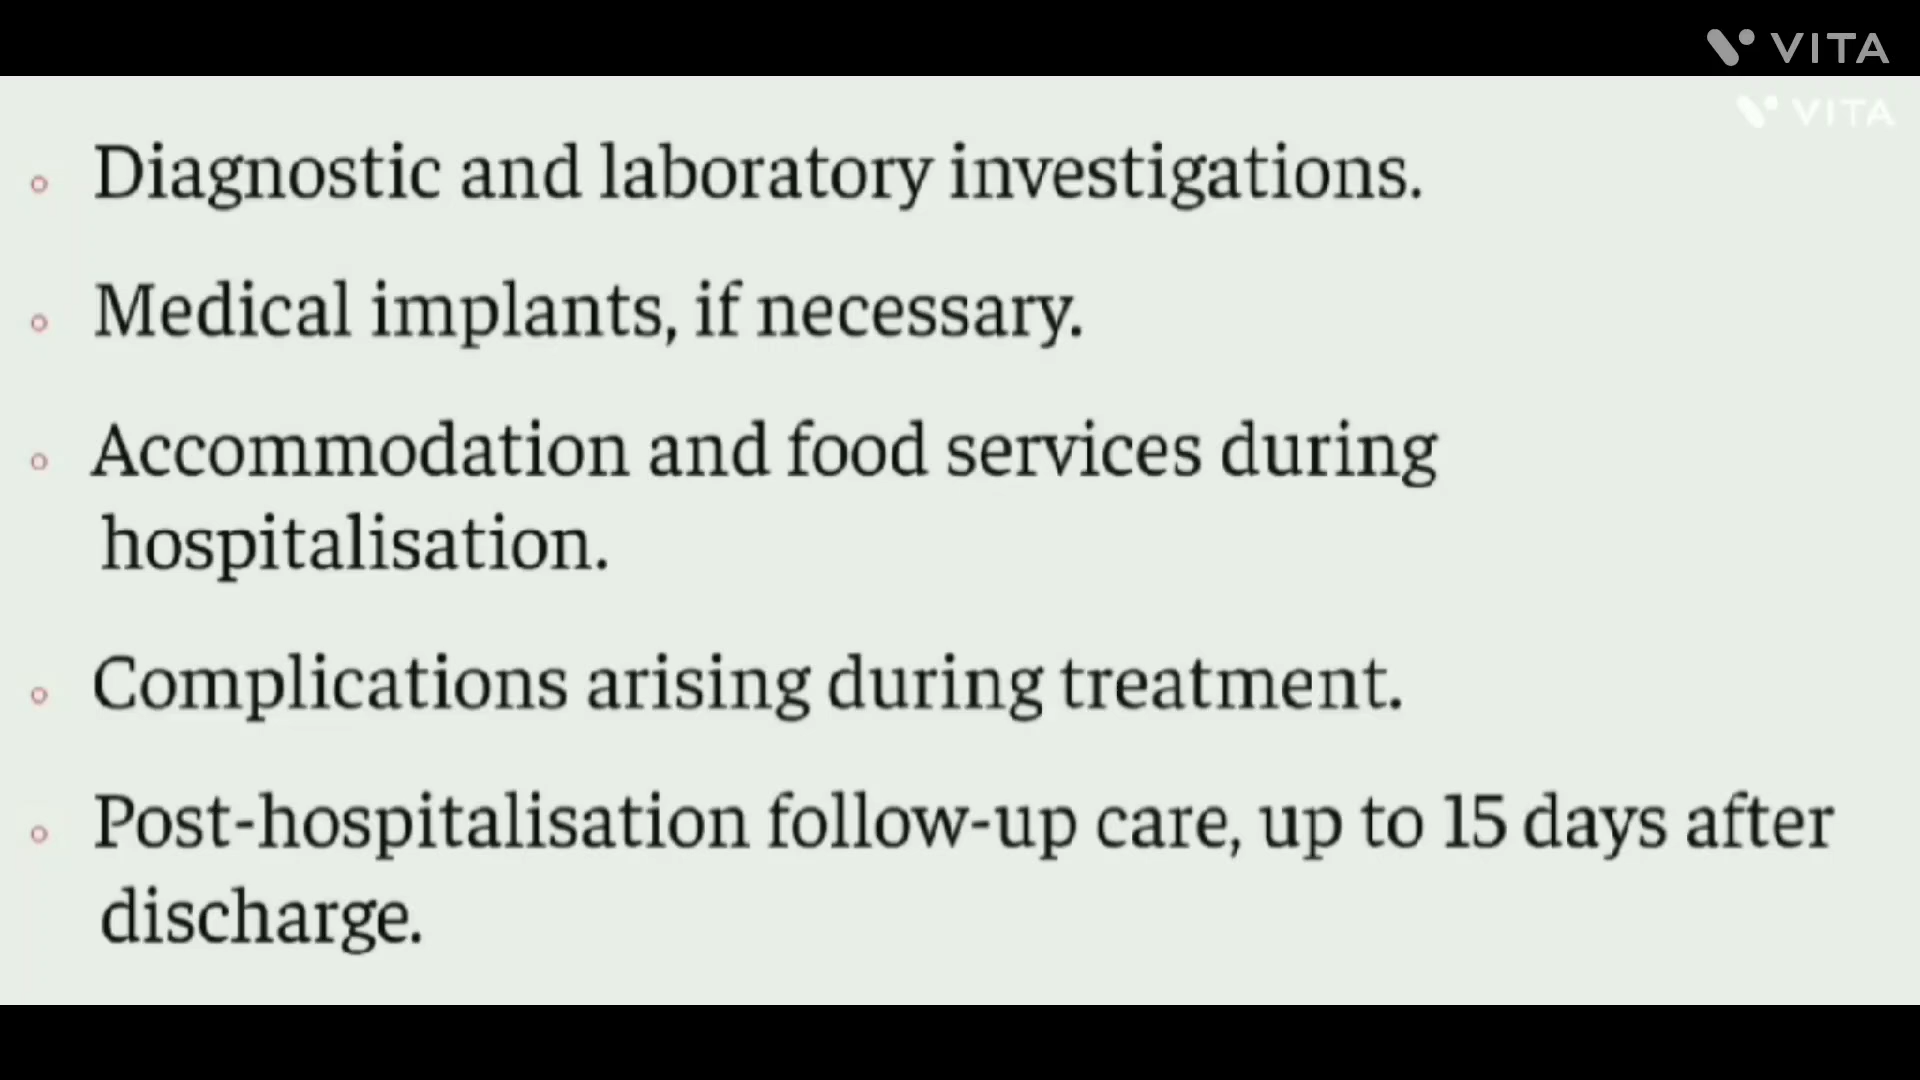 VITA
VITA
Diagnostic and laboratory investigations.
Medical implants, if necessary.
Accommodation and food services during
hospitalisation.
Complications arising during treatment.
Post-hospitalisation follow-up care, up to 15 days after
discharge.